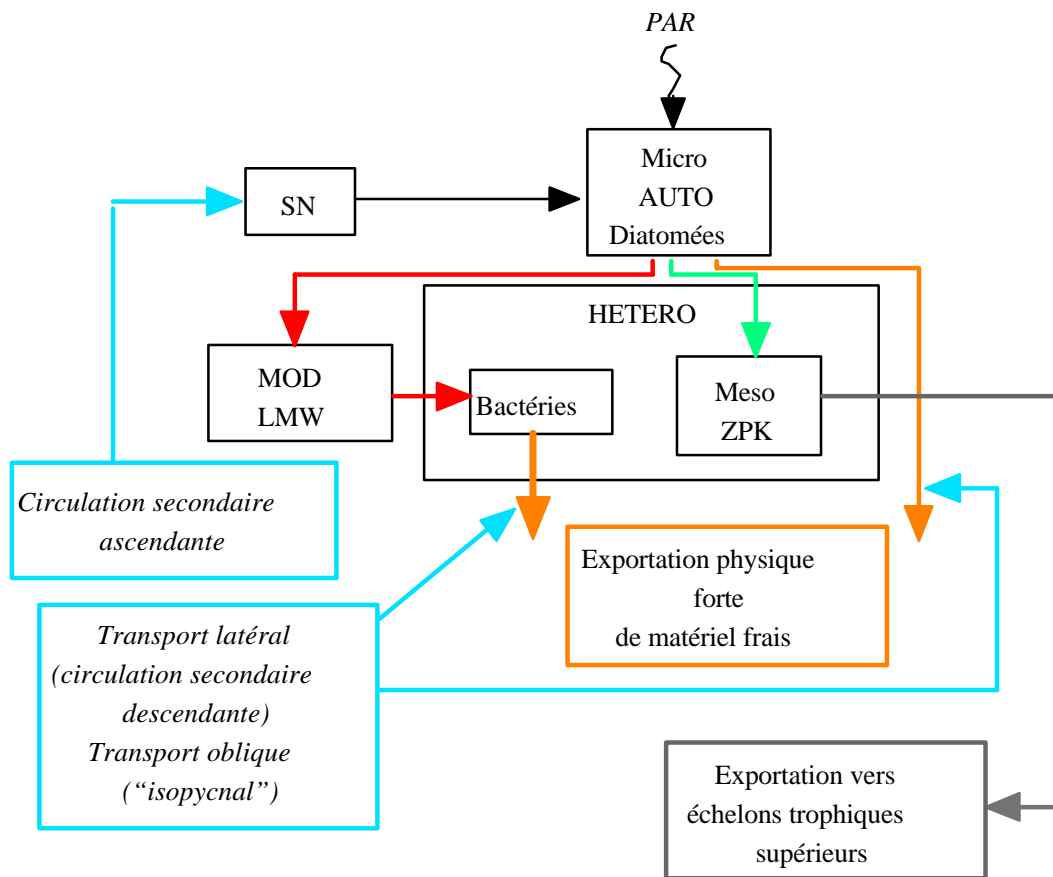 PAR
Micro
AUTO
Diatomées
SN
HETERO
MOD
LMW
Bactéries
Meso
ZPK
Circulation secondaire
ascendante
Exportation physique
forte
de matériel frais
Transport latéral
(circulation secondaire
descendante)
Transport oblique
(“isopycnal”)
Exportation vers
échelons trophiques
supérieurs